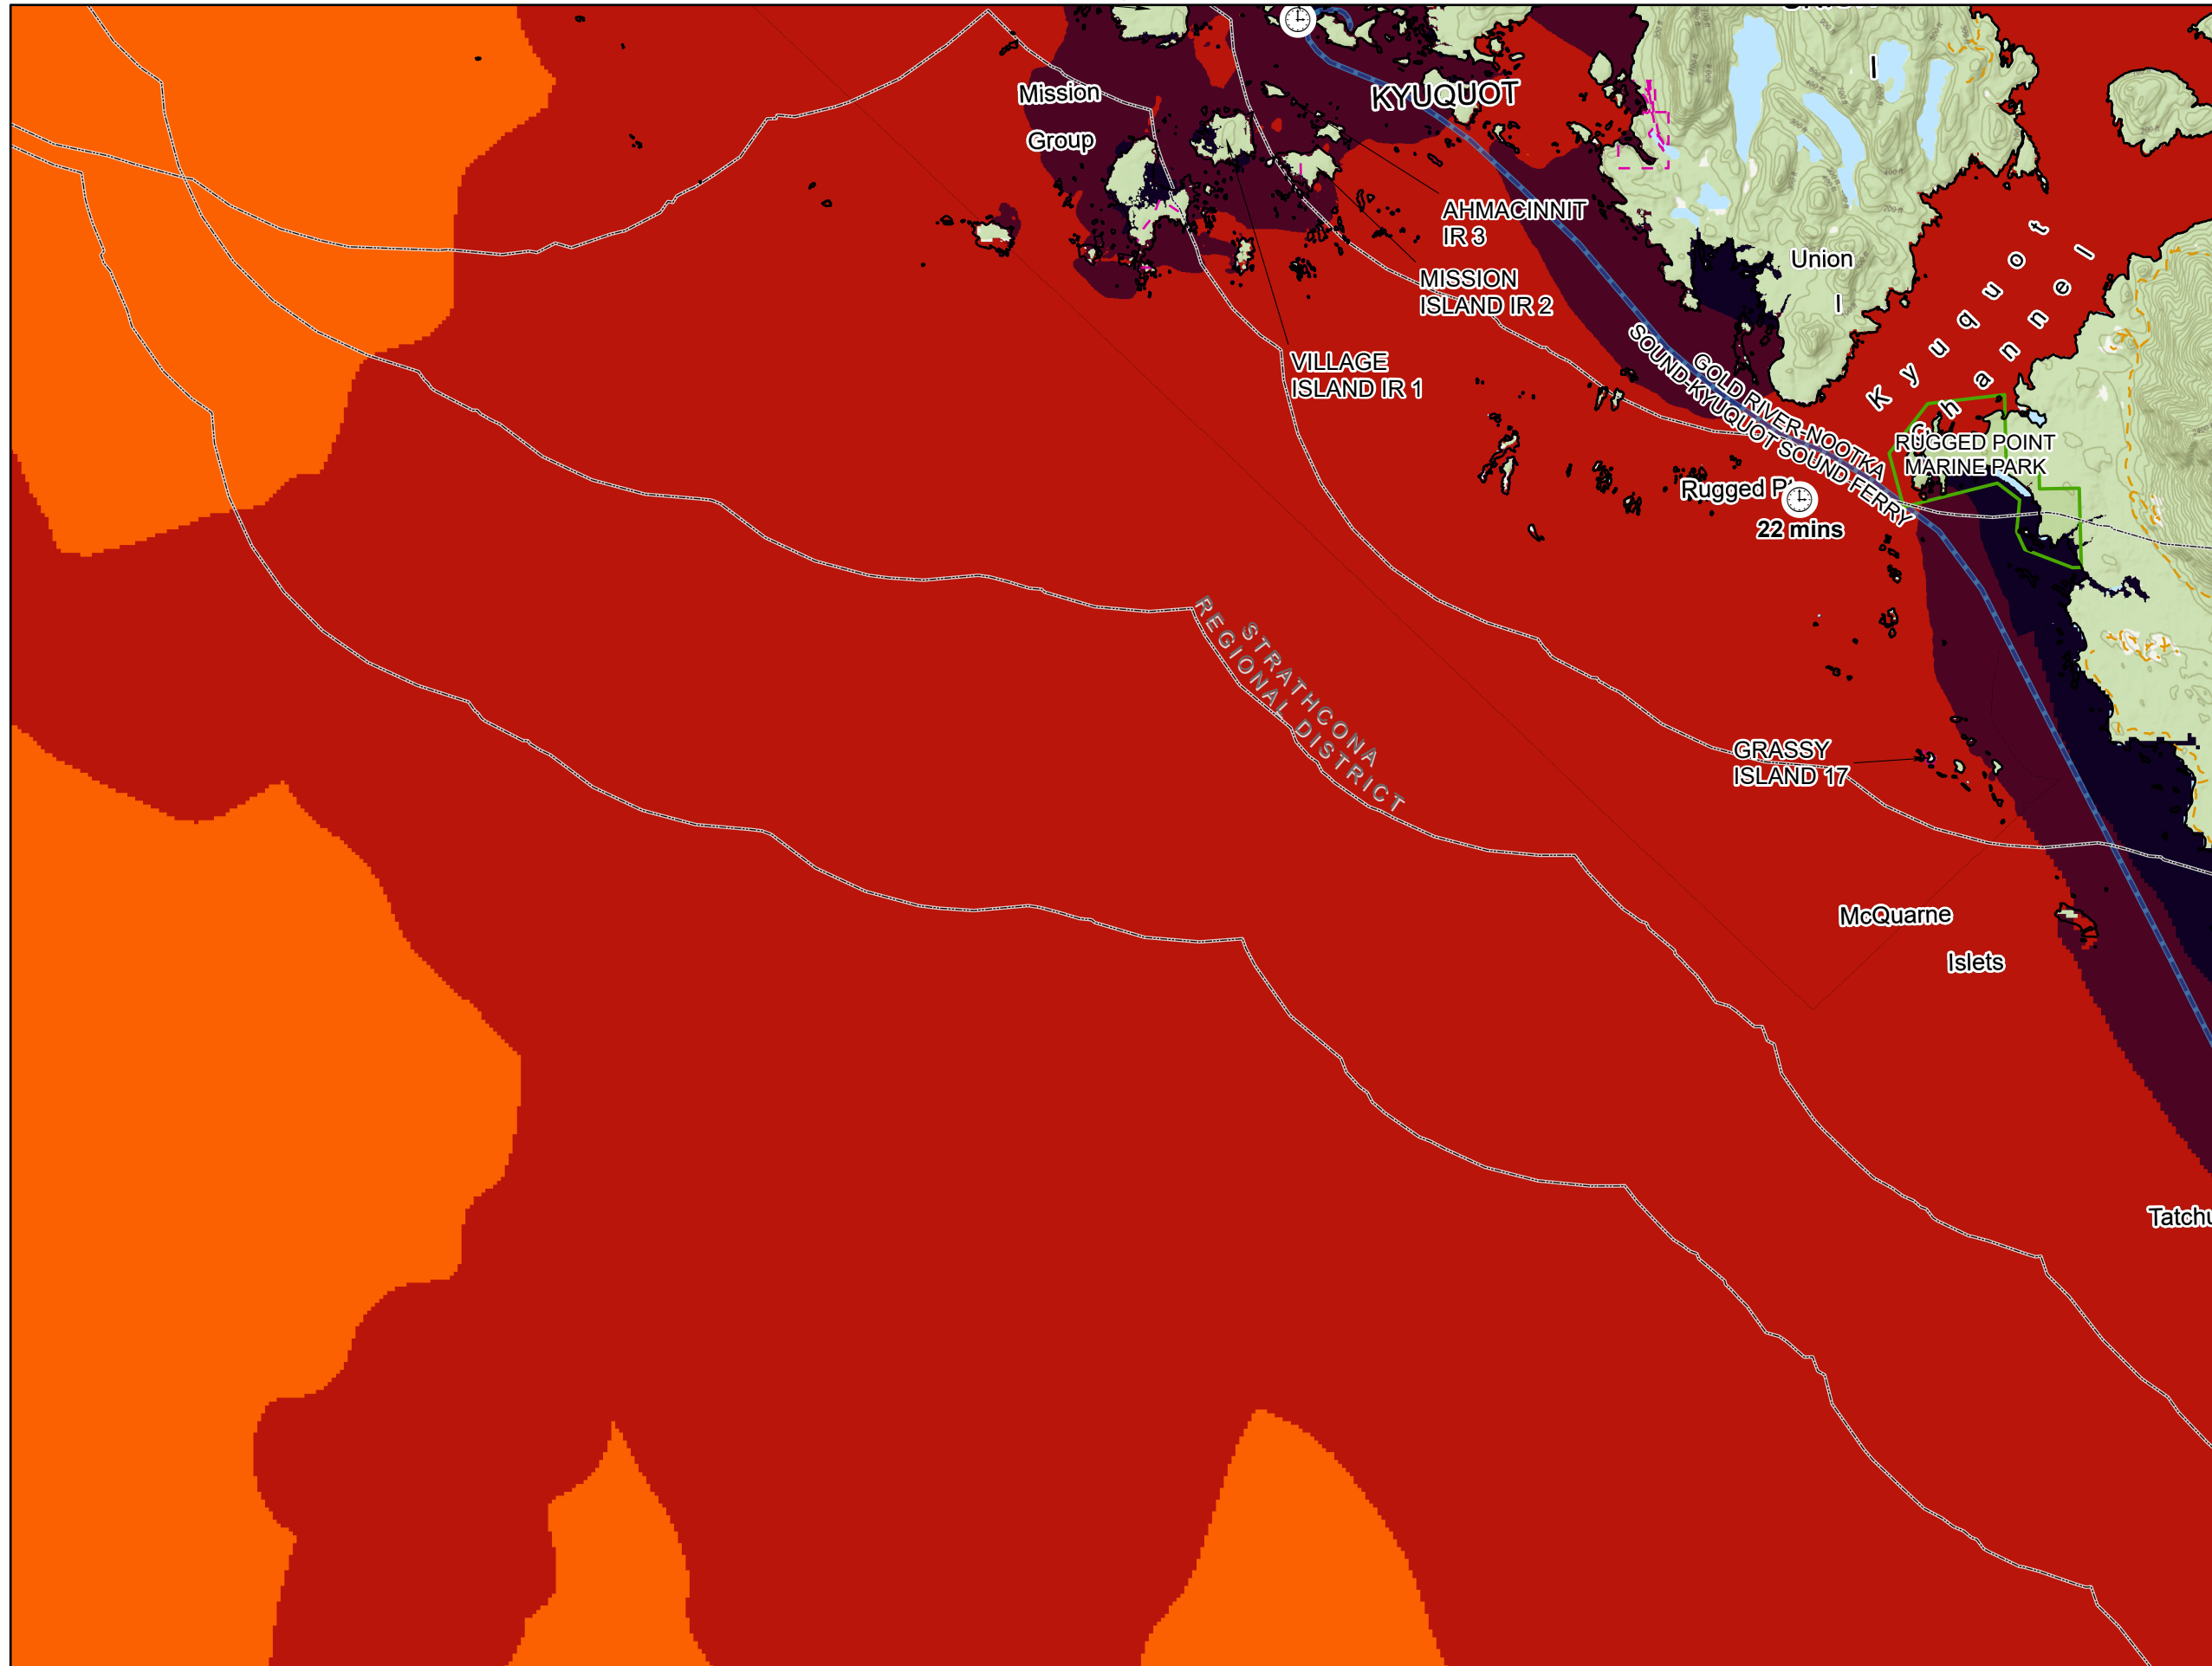 Mission
Group
KYUQUOT
I
AHMACINNIT
IR 3
MISSION
ISLAND IR 2
VILLAGE
ISLAND IR 1
Union
I
Kyuquot
Channel
GOLD RIVER-NOOTKA
SOUND-KYUQUOT SOUND FERRY
RUGGED POINT
MARINE PARK
Rugged
22 mins
STRATHCONA
REGIONAL DISTRICT
GRASSY
ISLAND 17
McQuarne
Islets
Tatchu